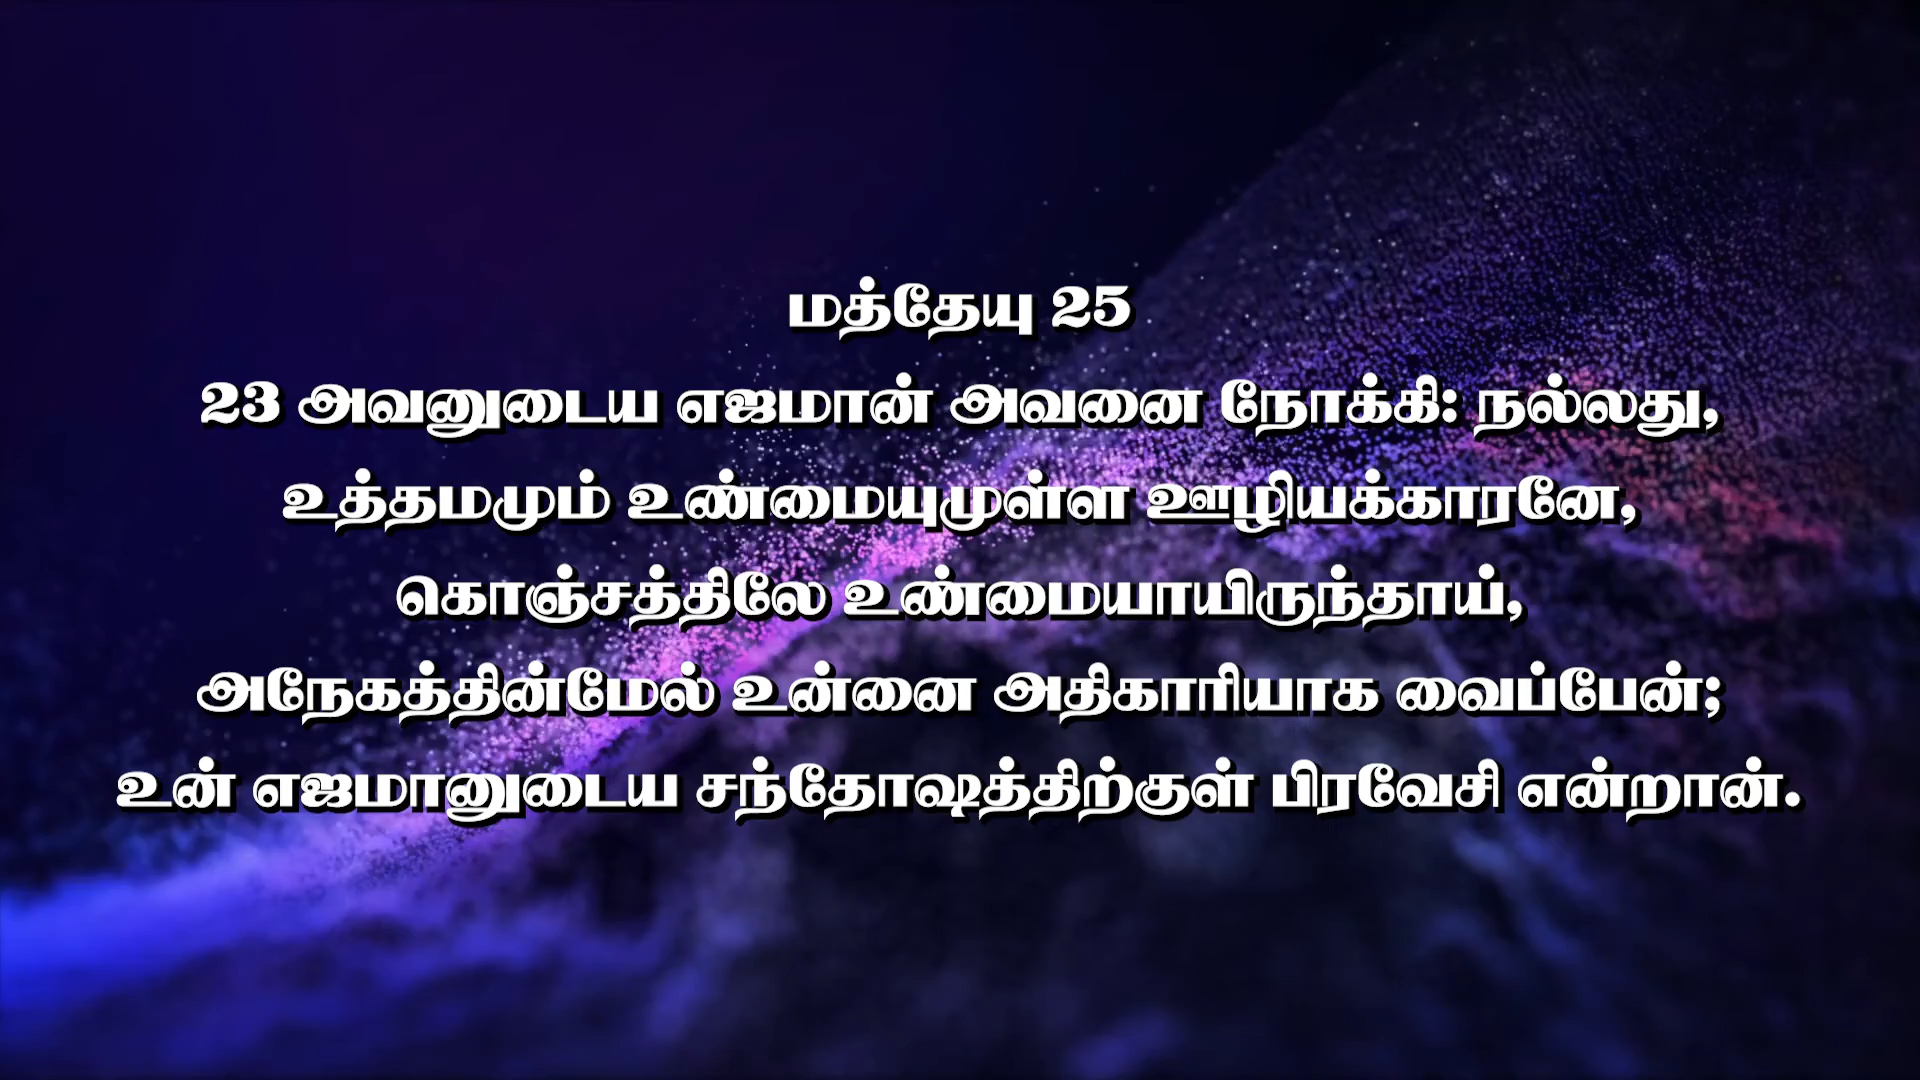 மத்தேயு 25
23 அவனுடைய எஜமான் அவனை நோக்கி: நல்லது,
உத்தமமும் உண்மையுமுள்ள ஊழியக்காரனே,
கொஞ்சத்திலே உண்மையாயிருந்தாய்,
அநேகத்தின்மேல் உன்னை அதிகாரியாக வைப்பேன்;
உன் எஜமானுடைய சந்தோஷத்திற்குள் பிரவேசி என்றான்.